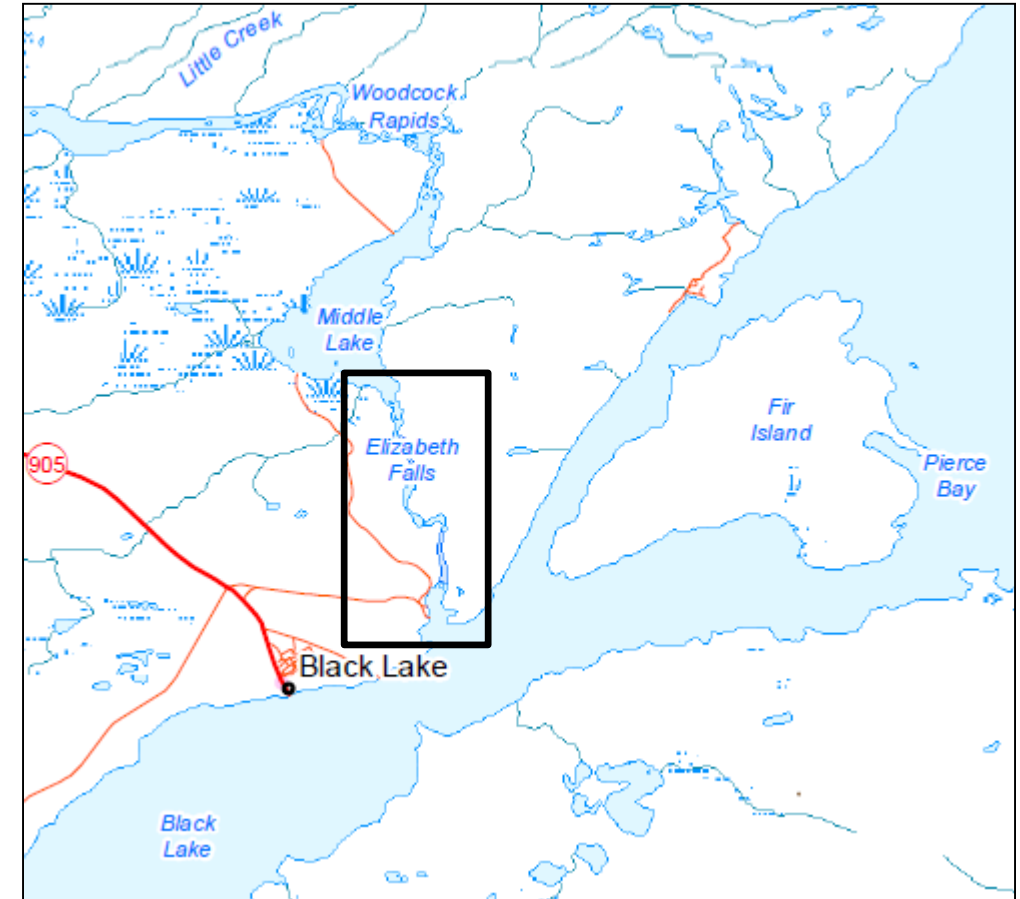 Little Creek
Woodcock
Rapids
Middle
Lake
Fir
Island
Elizabeth
Falls
905
Pierce
Bay
Black Lake
Black
Lake